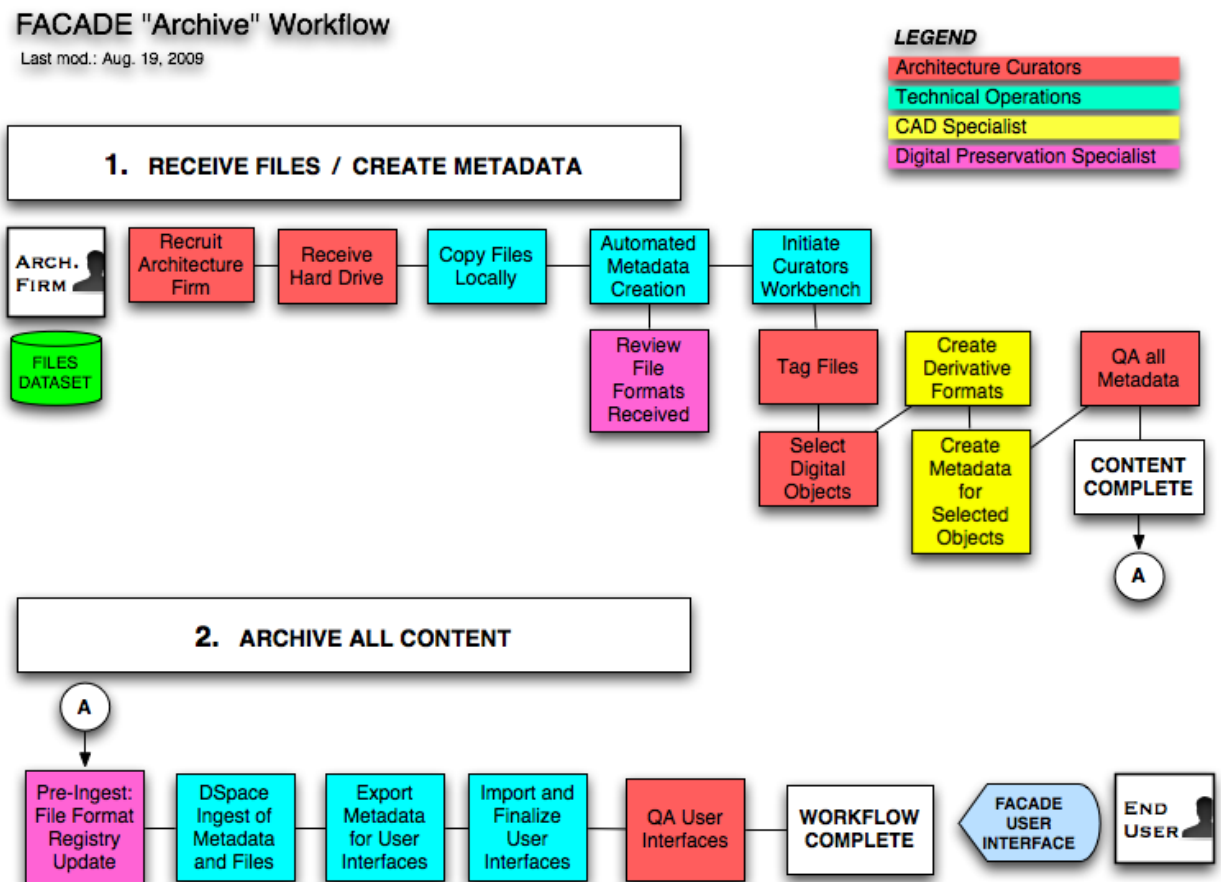 FACADE "Archive" Workflow
Last mod.: Aug. 19, 2009
LEGEND
Architecture Curators
Technical Operations
CAD Specialist
Digital Preservation Specialist
1. RECEIVE FILES / CREATE METADATA
ARCH.
FIRM
Recruit
Architecture
Firm
Receive
Hard Drive
Copy Files
Locally
Automated
Metadata
Creation
Initiate
Curators
Workbench
FILES
DATASET
Review
File
Formats
Received
Tag Files
Create
Derivative
Formats
QA all
Metadata
Select
Digital
Objects
Create
Metadata
for
Selected
Objects
CONTENT
COMPLETE
A
2. ARCHIVE ALL CONTENT
A
Pre-Ingest:
File Format
Registry
Update
DSpace
Ingest of
Metadata
and Files
Export
Metadata
for User
Interfaces
Import and
Finalize
User
Interfaces
QA User
Interfaces
WORKFLOW
COMPLETE
FACADE
USER
INTERFACE
END
USER